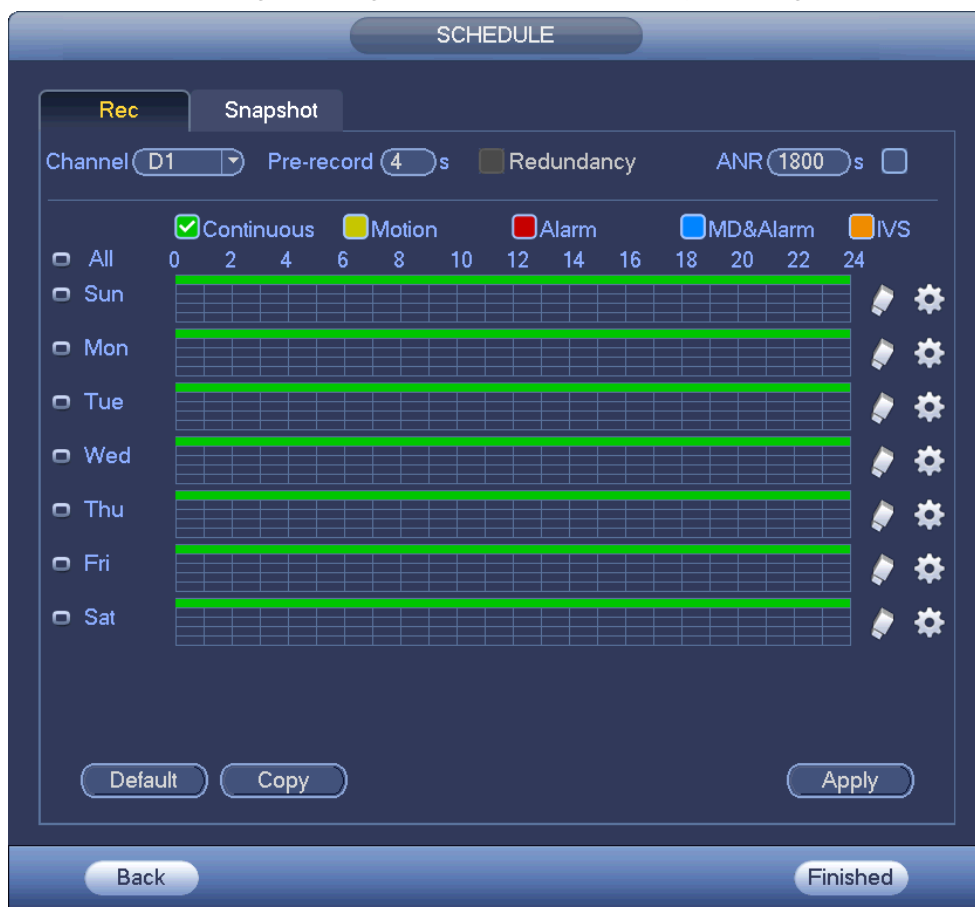 SCHEDULE
Rec Snapshot
Channel D1 Pre-record 4 s Redundancy ANR 1800 s
Continuous Motion Alarm MD&Alarm IVS
All 0 2 4 6 8 10 12 14 16 18 20 22 24
Sun
Mon
Tue
Wed
Thu
Fri
Sat
Default Copy Apply
Back Finished